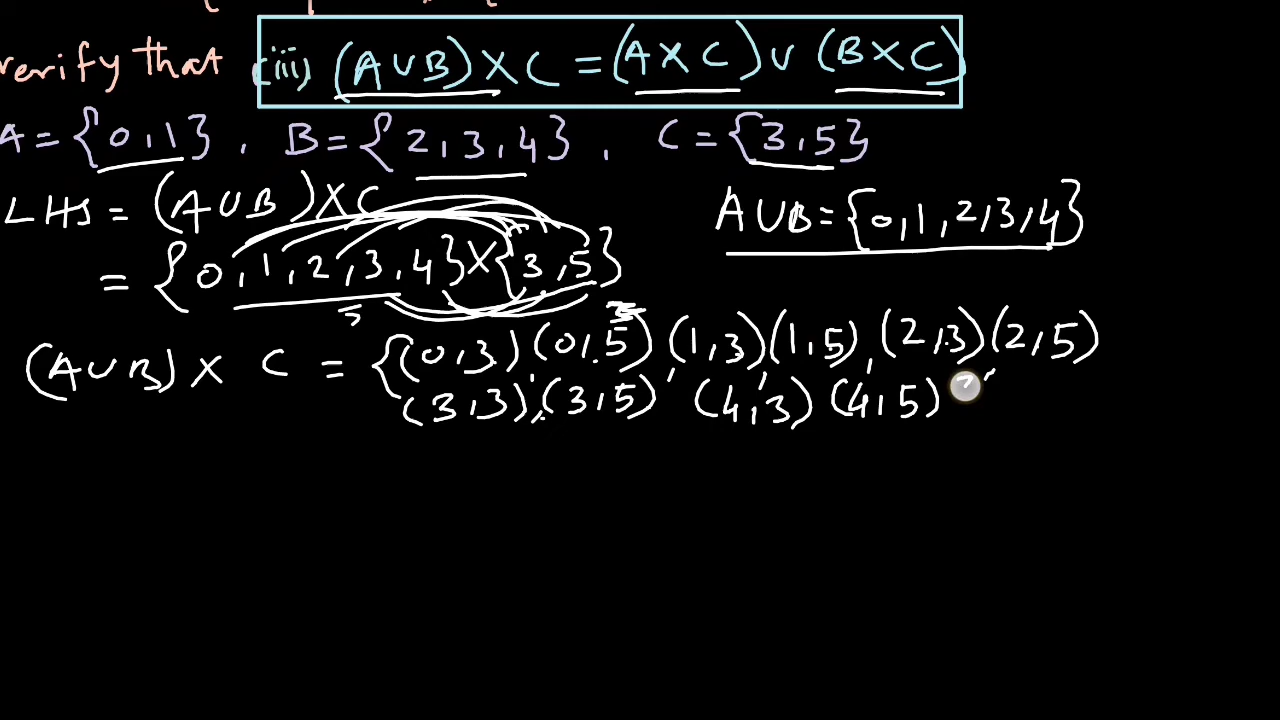 verify that (iii) (A∪B)×C = (A×C)∪(B×C)
A = {0,1}, B = {2,3,4}, C = {3,5}
LHS = (A∪B)×C
A∪B = {0,1,2,3,4}
= {0,1,2,3,4}×{3,5}
(A∪B) × C = {(0,3),(0,5),(1,3),(1,5),(2,3)(2,5)
(3,3),(3,5) (4,3) (4,5)